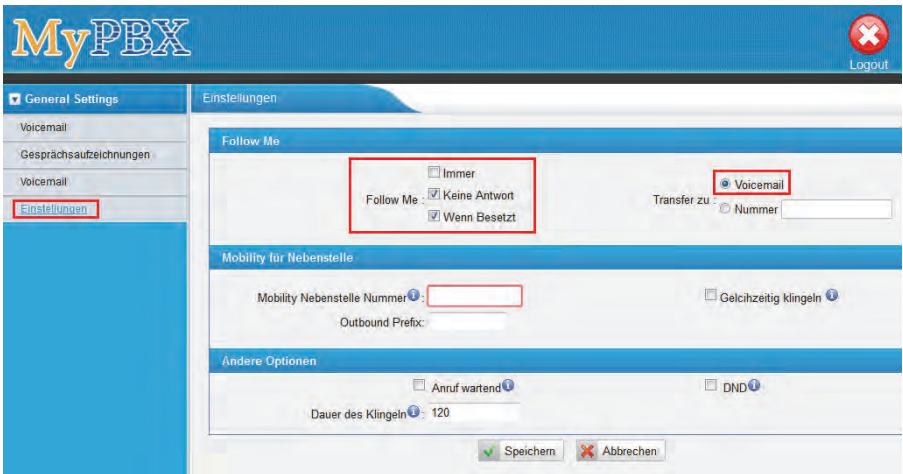 MyPBX
Logout
General Settings
Einstellungen
Voicemail
Gesprächsaufzeichnungen
Voicemail
Einstellungen
Follow Me
Follow Me :
Immer
Keine Antwort
Wenn Besetzt
Transfer zu :
Voicemail
Nummer
Mobility für Nebenstelle
Mobility Nebenstelle Nummer :
Gelcihzeitig klingeln
Outbound Prefix:
Andere Optionen
Anruf wartend
DND
Dauer des Klingeln : 120
Speichern
Abbrechen